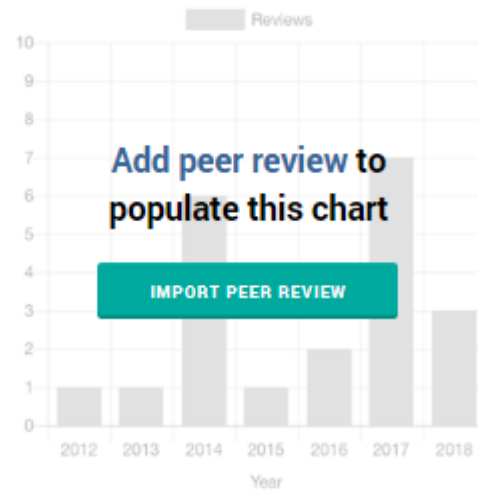 Reviews
10
9
8
7
6
5
4
3
2
1
0
Add peer review to
populate this chart
IMPORT PEER REVIEW
2012 2013 2014 2015 2016 2017 2018
Year